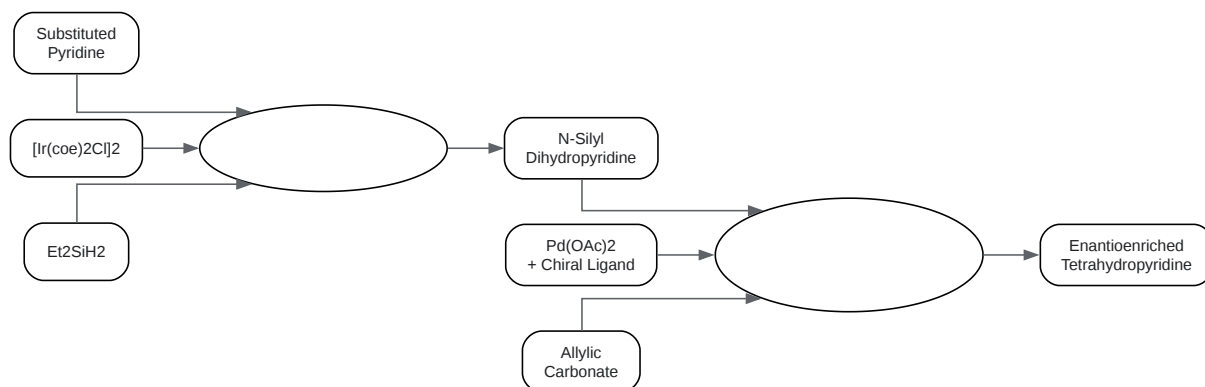 Substituted
Pyridine
[Ir(coe)2Cl]2
Et2SiH2
N-Silyl
Dihydropyridine
Pd(OAc)2
+ Chiral Ligand
Allylic
Carbonate
Enantioenriched
Tetrahydropyridine